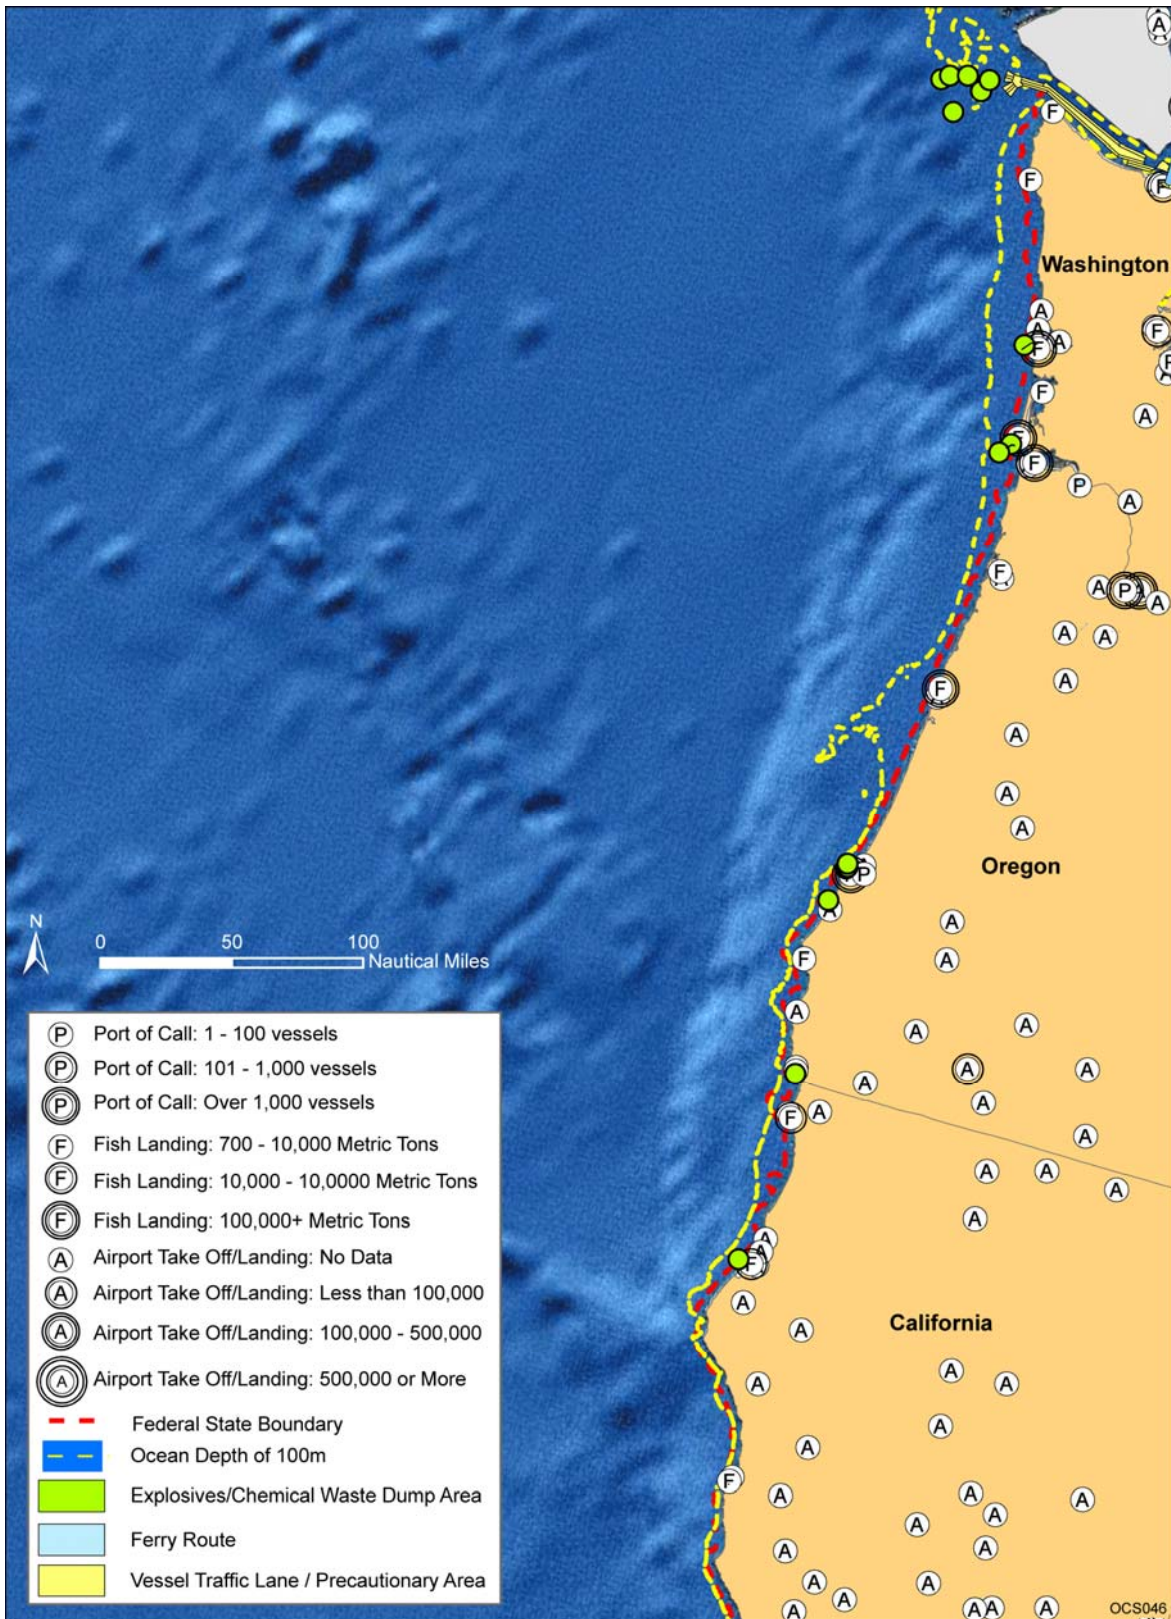 Washington
Oregon
N
0 50 100
Nautical Miles
P Port of Call: 1 - 100 vessels
P Port of Call: 101 - 1,000 vessels
P Port of Call: Over 1,000 vessels
F Fish Landing: 700 - 10,000 Metric Tons
F Fish Landing: 10,000 - 10,0000 Metric Tons
F Fish Landing: 100,000+ Metric Tons
A Airport Take Off/Landing: No Data
A Airport Take Off/Landing: Less than 100,000
A Airport Take Off/Landing: 100,000 - 500,000
A Airport Take Off/Landing: 500,000 or More
Federal State Boundary
Ocean Depth of 100m
Explosives/Chemical Waste Dump Area
Ferry Route
Vessel Traffic Lane / Precautionary Area
California
OCS046